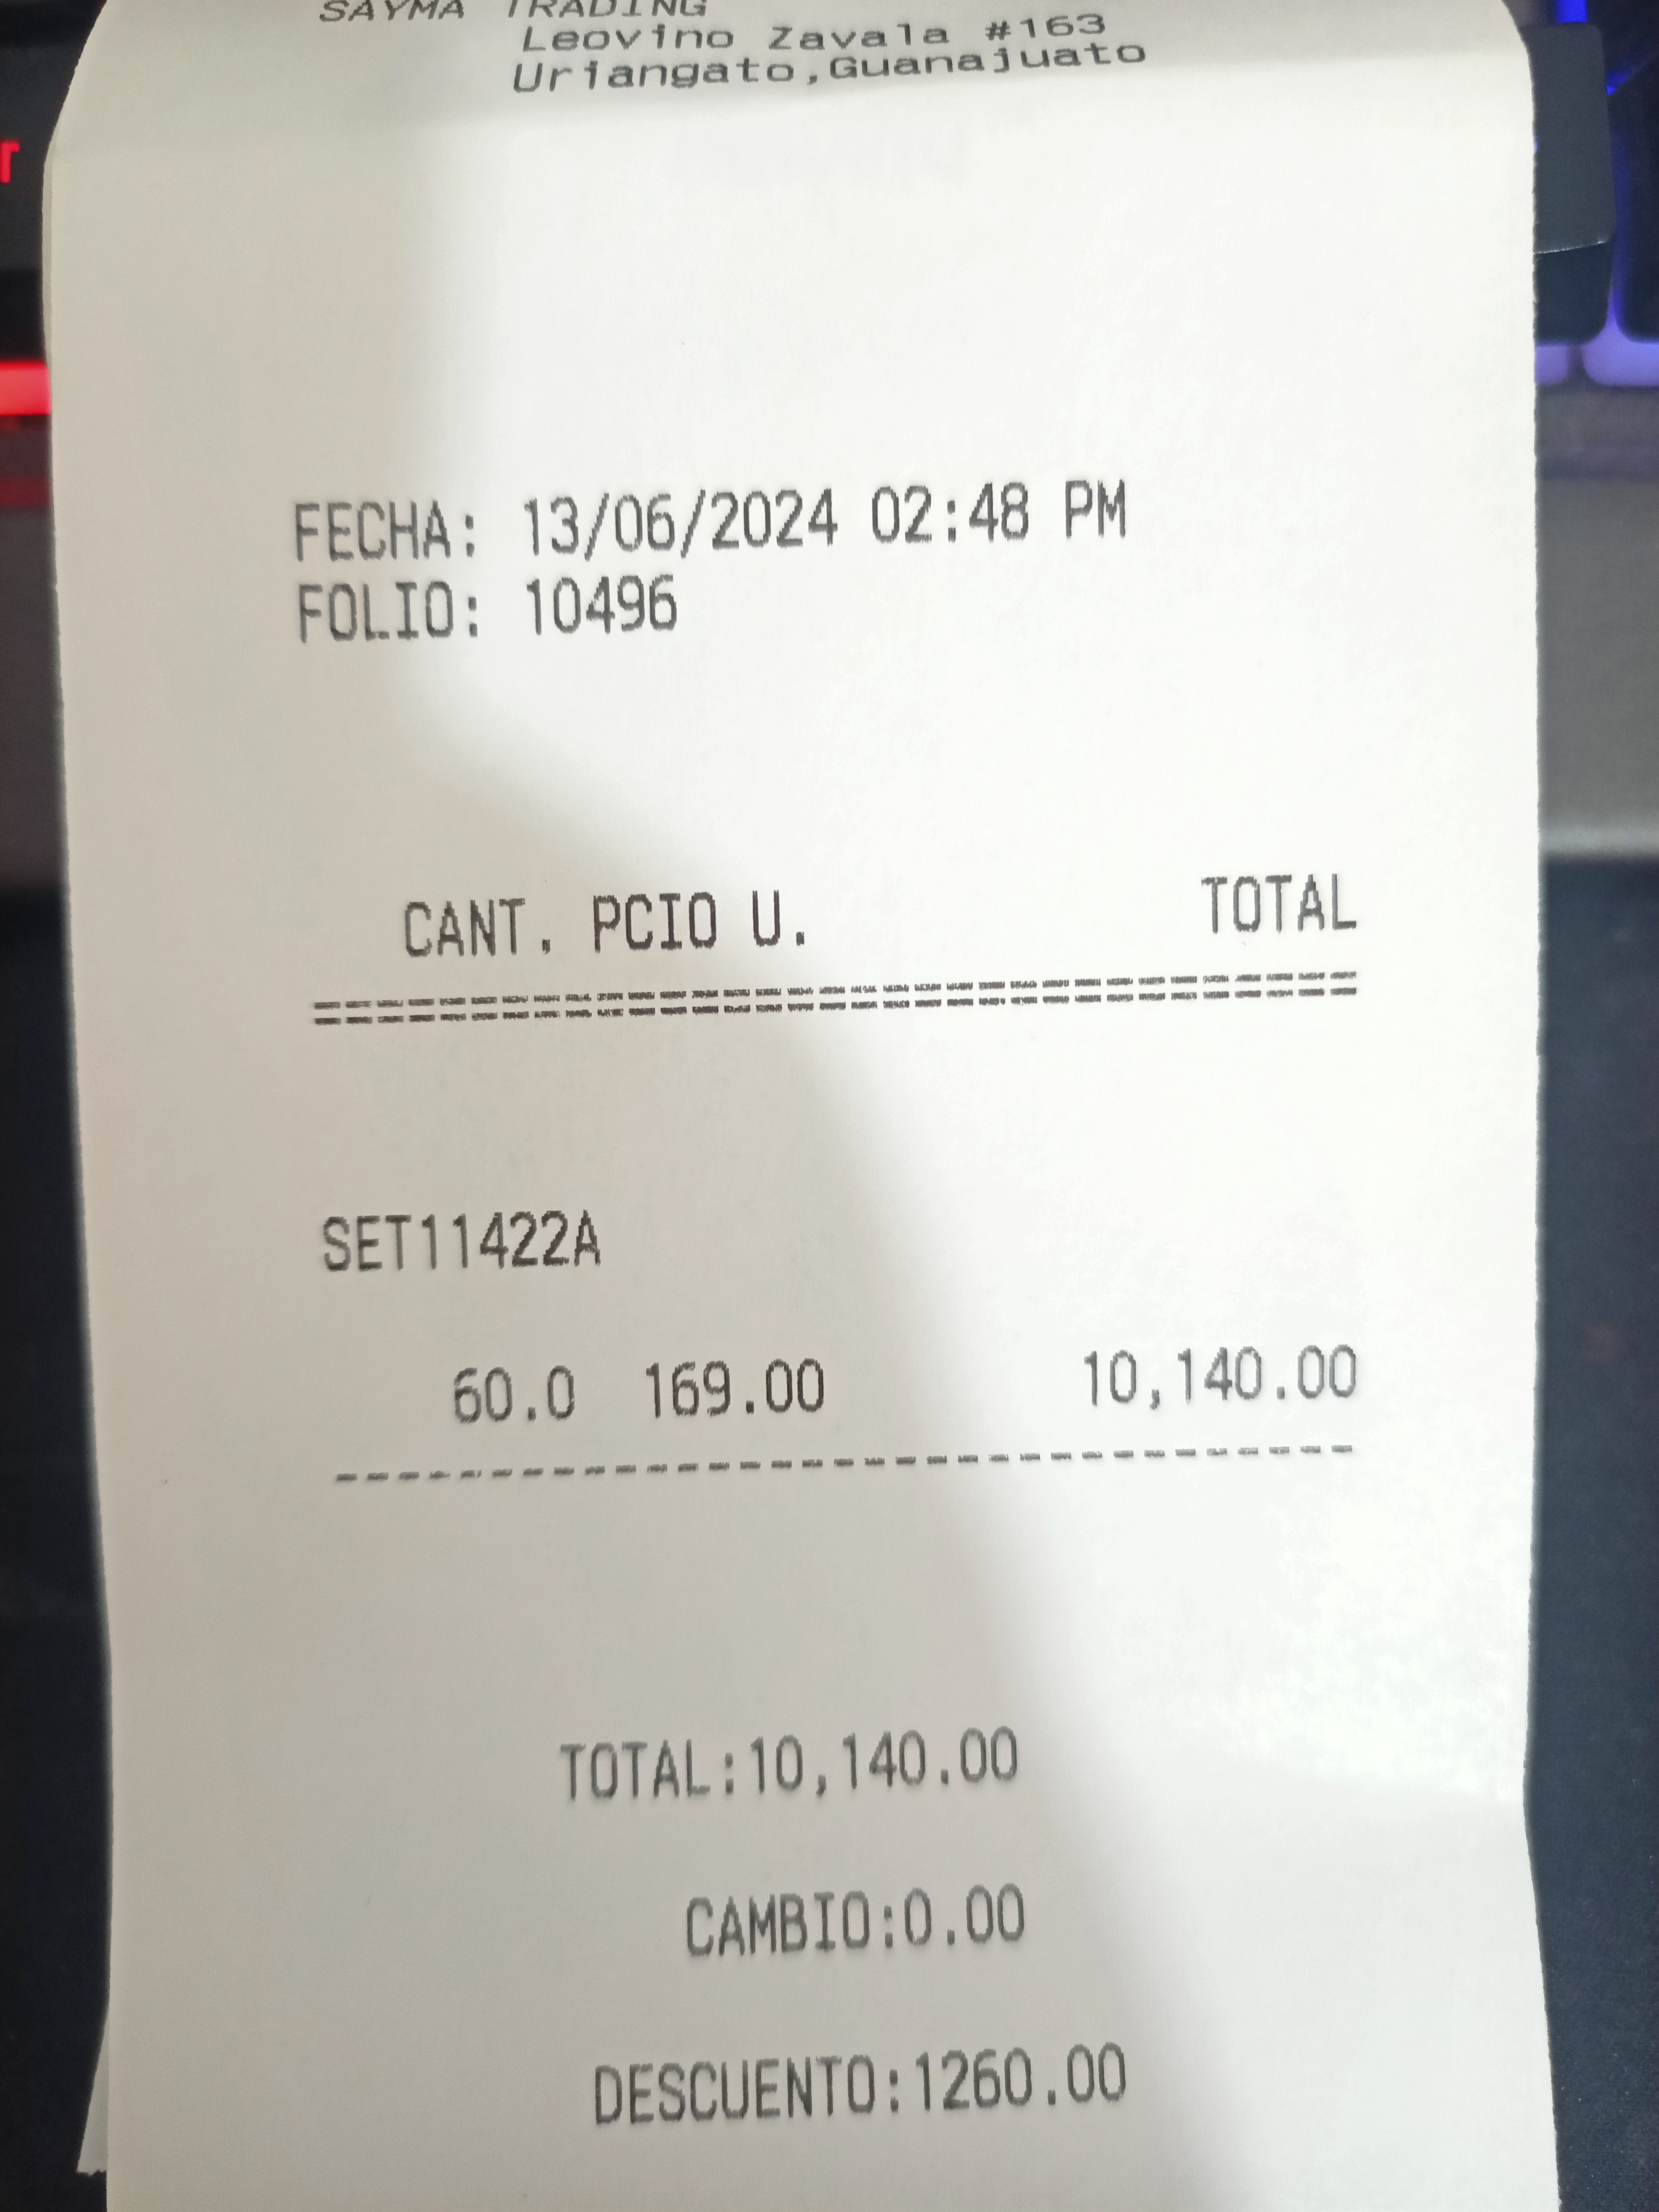 SAYMA TRADING
Leovino Zavala #163
Uriangato,Guanajuato
FECHA: 13/06/2024 02:48 PM
FOLIO: 10496
CANT. PCIO U. TOTAL
SET11422A
60.0 169.00 10,140.00
TOTAL:10,140.00
CAMBIO:0.00
DESCUENTO:1260.00